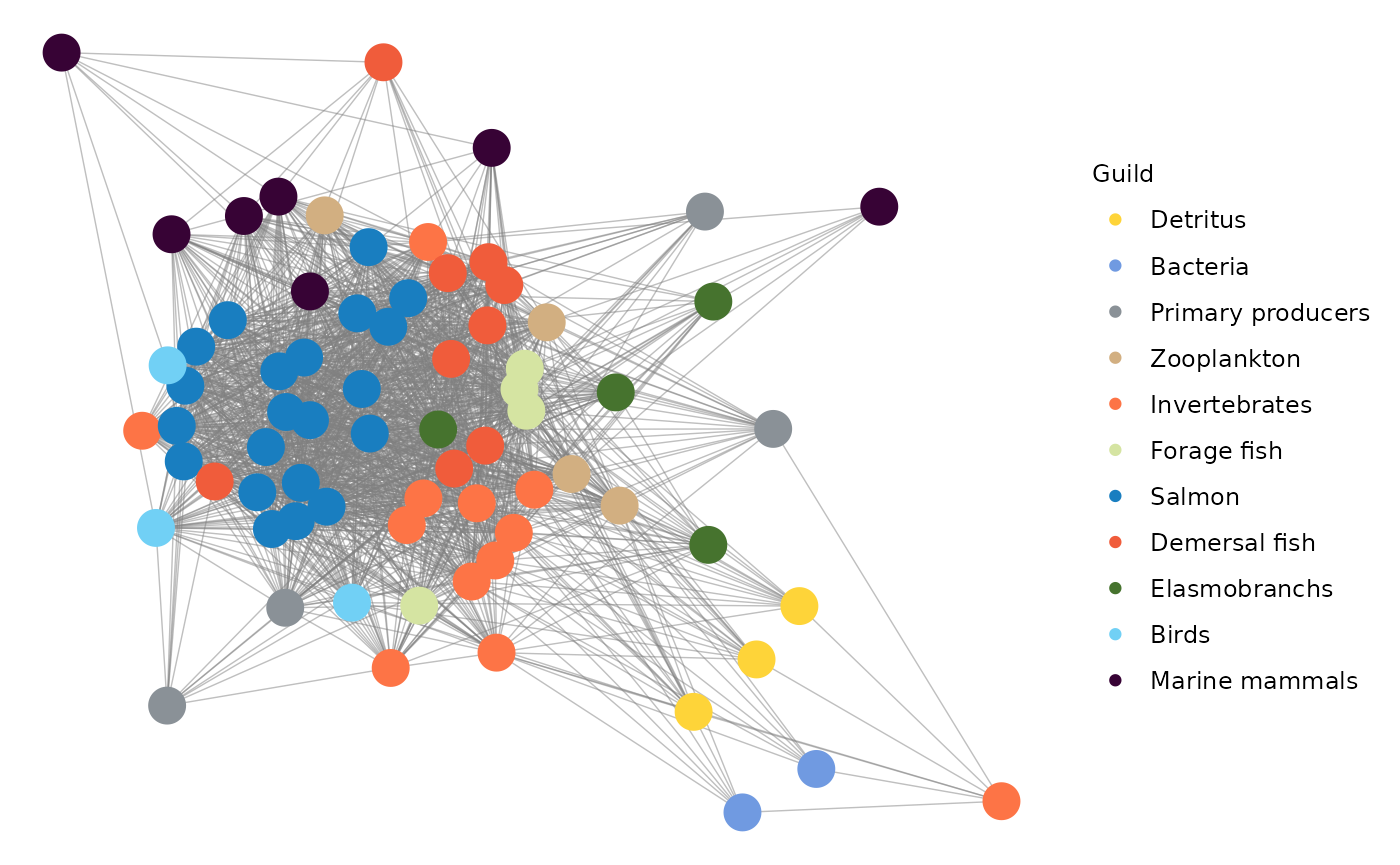 Guild
Detritus
Bacteria
Primary producers
Zooplankton
Invertebrates
Forage fish
Salmon
Demersal fish
Elasmobranchs
Birds
Marine mammals